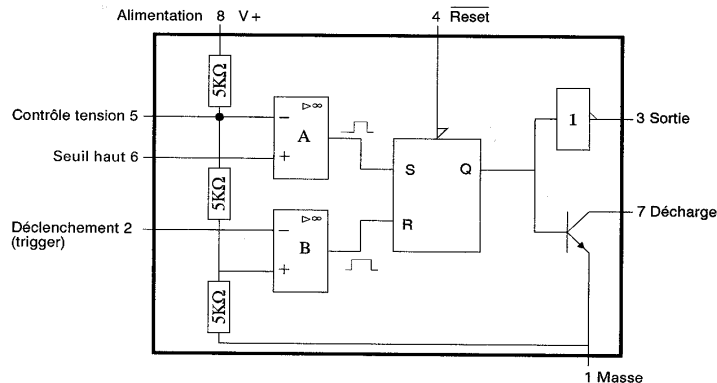 Alimentation 8 V +
4 Reset
5KΩ
Contrôle tension 5
− ▷∞
A
1
3 Sortie
Seuil haut 6
+
S Q
5KΩ
7 Décharge
Déclenchement 2
(trigger)
− ▷∞
B
R
+
5KΩ
1 Masse